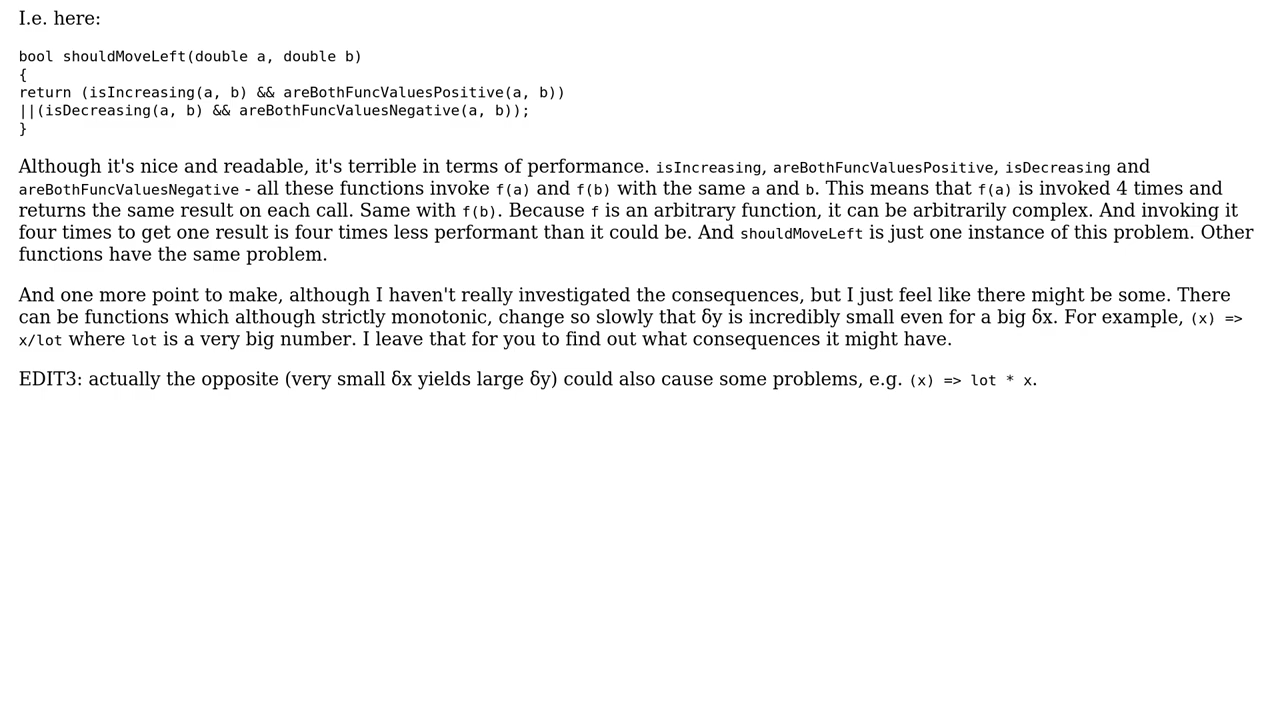 I.e. here:
bool shouldMoveLeft(double a, double b)
{
return (isIncreasing(a, b) && areBothFuncValuesPositive(a, b))
||(isDecreasing(a, b) && areBothFuncValuesNegative(a, b));
}
Although it's nice and readable, it's terrible in terms of performance. isIncreasing, areBothFuncValuesPositive, isDecreasing and
areBothFuncValuesNegative - all these functions invoke f(a) and f(b) with the same a and b. This means that f(a) is invoked 4 times and
returns the same result on each call. Same with f(b). Because f is an arbitrary function, it can be arbitrarily complex. And invoking it
four times to get one result is four times less performant than it could be. And shouldMoveLeft is just one instance of this problem. Other
functions have the same problem.
And one more point to make, although I haven't really investigated the consequences, but I just feel like there might be some. There
can be functions which although strictly monotonic, change so slowly that δy is incredibly small even for a big δx. For example, (x) =>
x/lot where lot is a very big number. I leave that for you to find out what consequences it might have.
EDIT3: actually the opposite (very small δx yields large δy) could also cause some problems, e.g. (x) => lot * x.